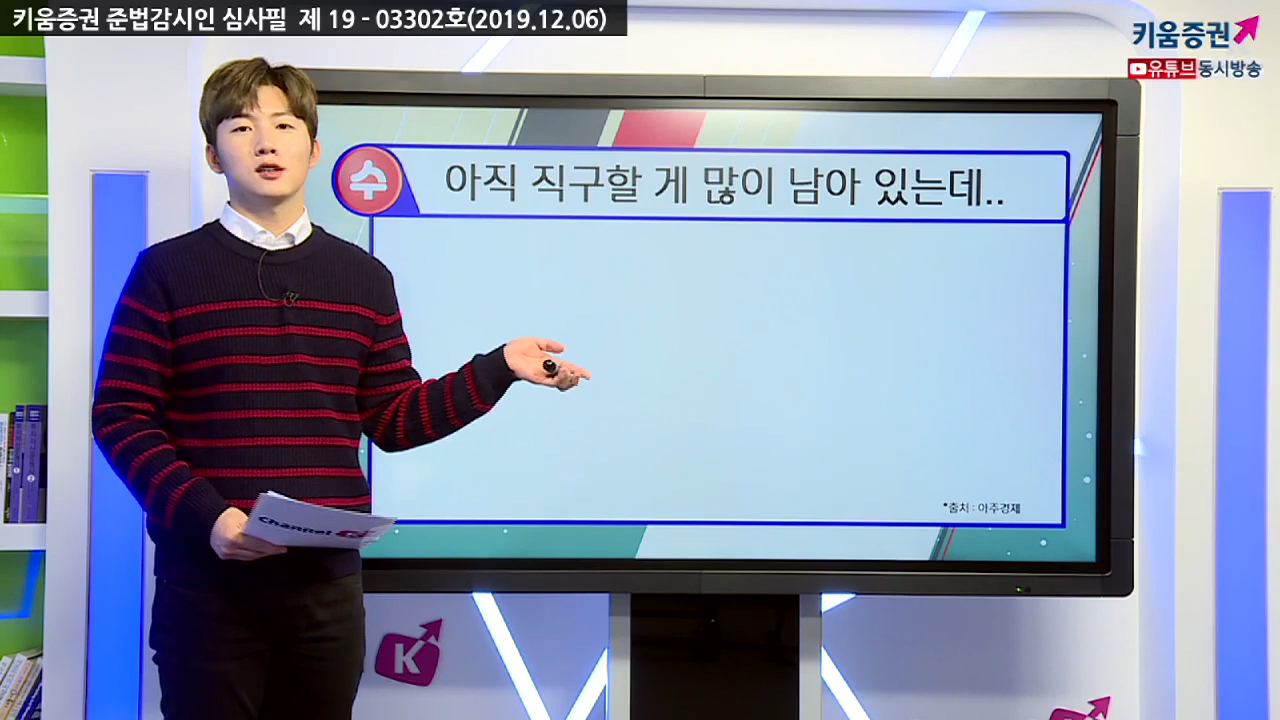 키움증권 준법감시인 심사필 제 19 - 03302호(2019.12.06)
키움증권
유튜브동시방송
수 아직 직구할 게 많이 남아 있는데..
*출처 : 아주경제
Channel K
K